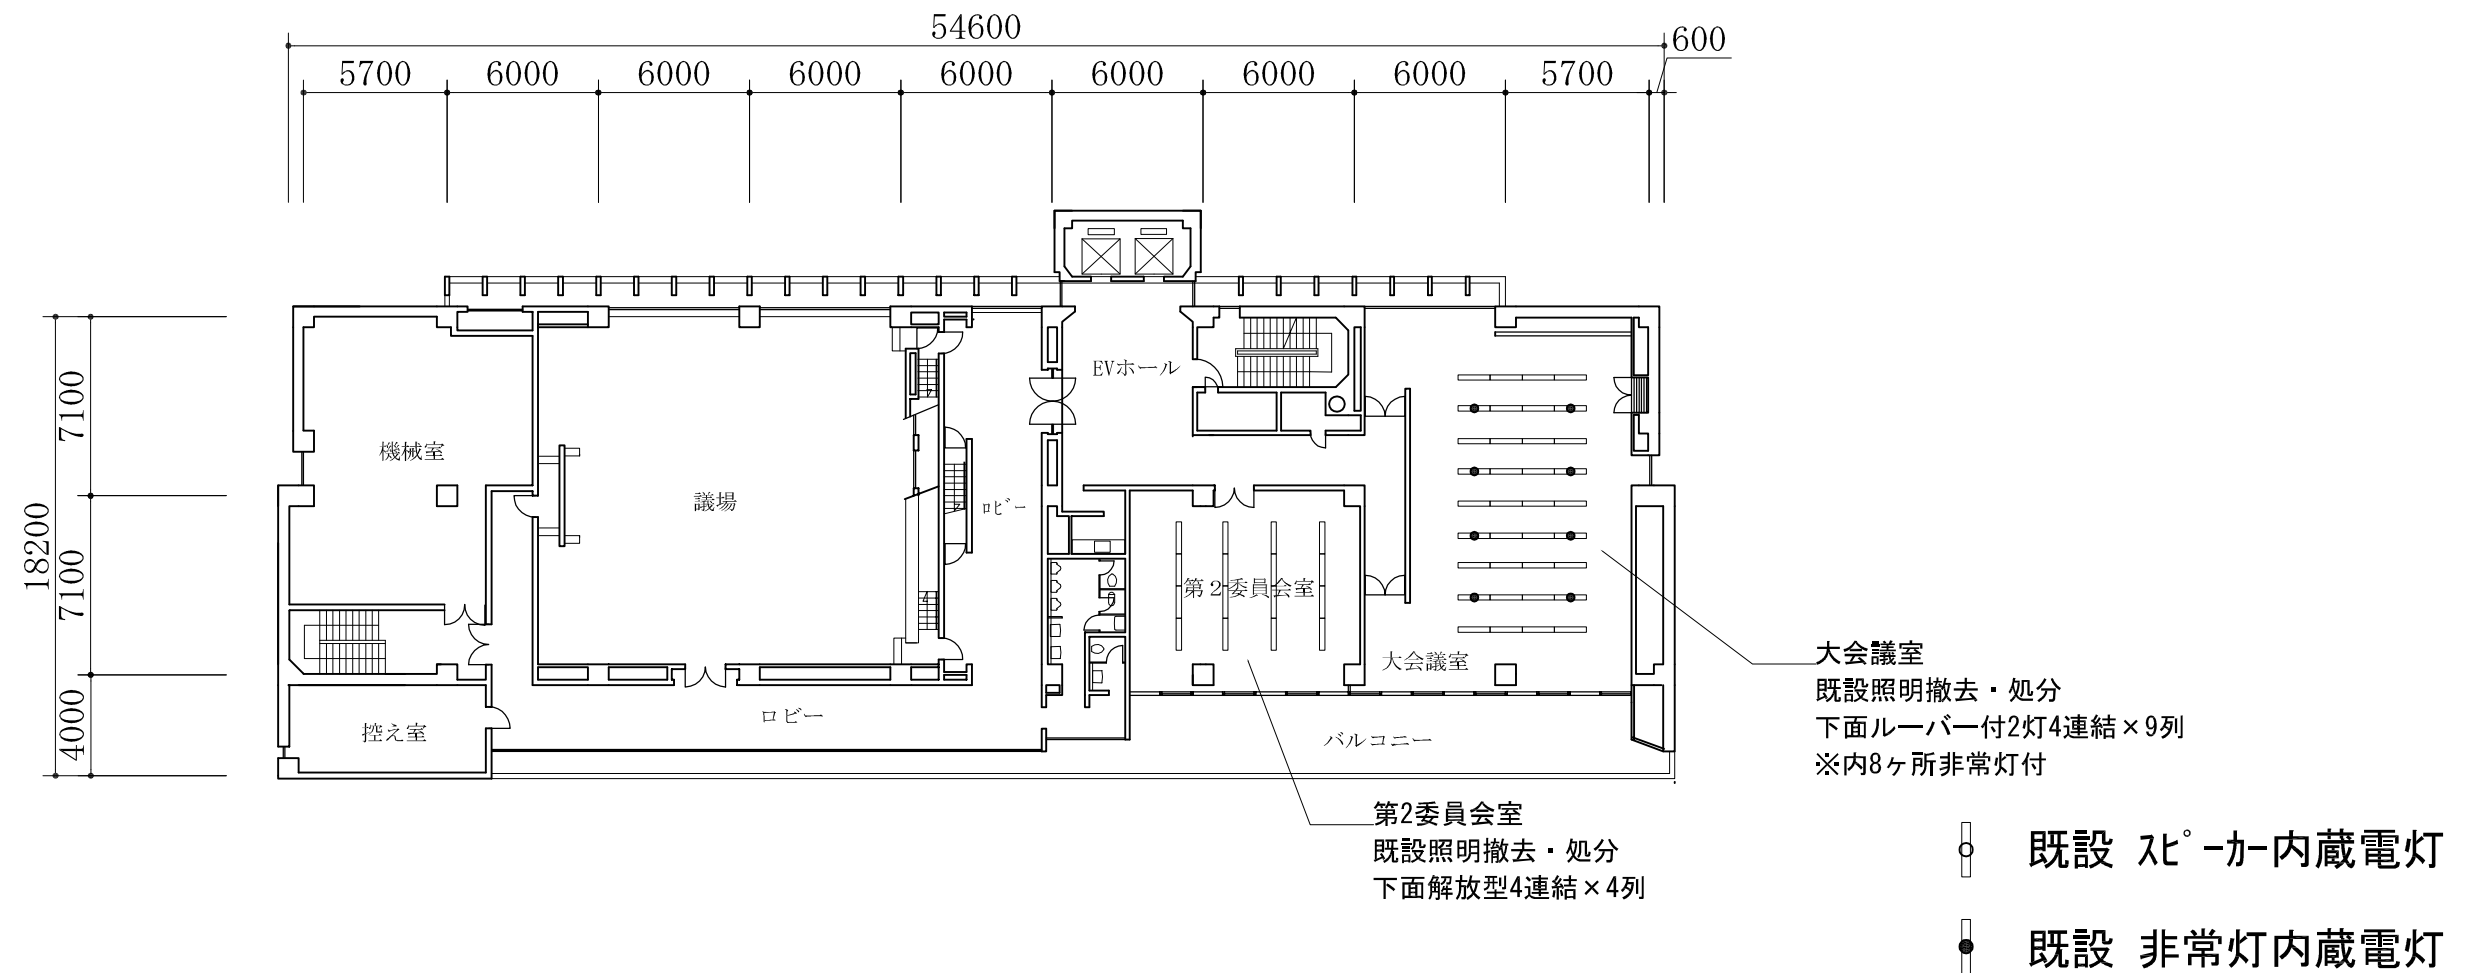 54600
600
5700 6000 6000 6000 6000 6000 6000 6000 5700
18200
7100
7100
4000
機械室
議場
ﾛﾋﾞｰ
EVホール
第２委員会室
大会議室
控え室
ロビー
バルコニー
7
7
4
大会議室
既設照明撤去・処分
下面ルーバー付2灯4連結×9列
※内8ヶ所非常灯付
第2委員会室
既設照明撤去・処分
下面解放型4連結×4列
既設 ｽﾋﾟｰｶｰ内蔵電灯
既設 非常灯内蔵電灯